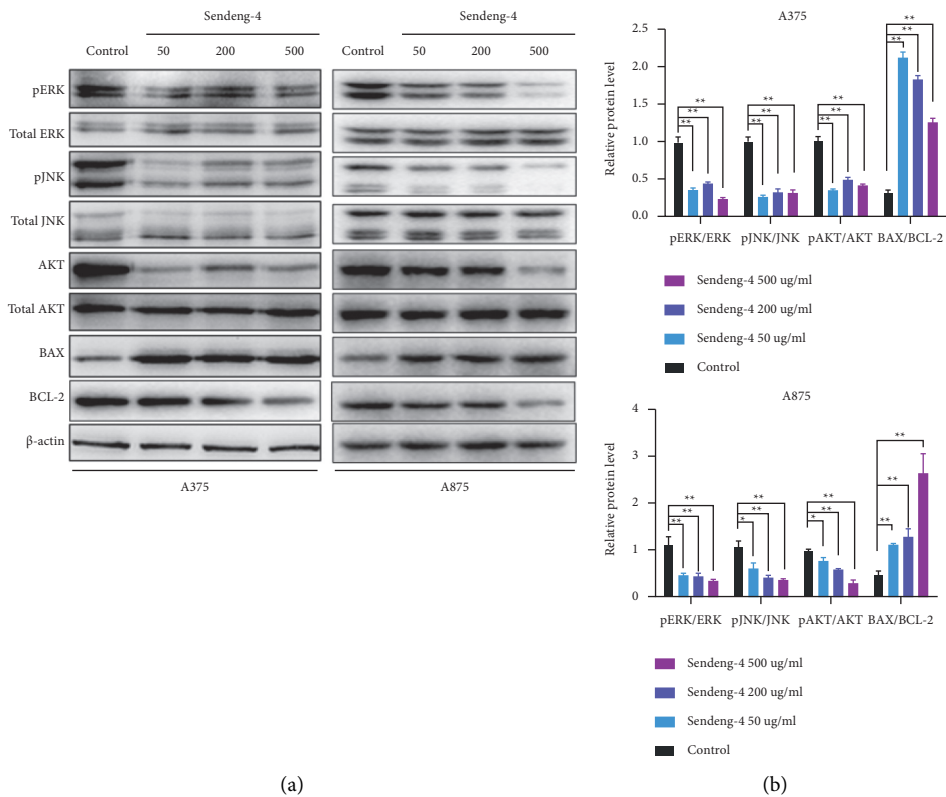 Sendeng-4
Sendeng-4
Control
50
200
500
Control
50
200
500
pERK
Total ERK
pJNK
Total JNK
AKT
Total AKT
BAX
BCL-2
β-actin
A375
A875
(a)
A375
2.5
2.0
1.5
1.0
0.5
0.0
Relative protein level
** ** **
** ** **
** ** **
** ** **
pERK/ERK
pJNK/JNK
pAKT/AKT
BAX/BCL-2
Sendeng-4 500 ug/ml
Sendeng-4 200 ug/ml
Sendeng-4 50 ug/ml
Control
A875
4
3
2
1
0
Relative protein level
** ** **
** ** *
** ** *
** ** **
pERK/ERK
pJNK/JNK
pAKT/AKT
BAX/BCL-2
Sendeng-4 500 ug/ml
Sendeng-4 200 ug/ml
Sendeng-4 50 ug/ml
Control
(b)